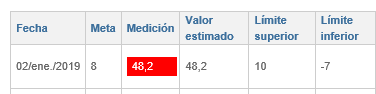 Fecha Meta Medición Valor estimado Límite superior Límite inferior
02/ene./2019 8 48,2 48,2 10 -7